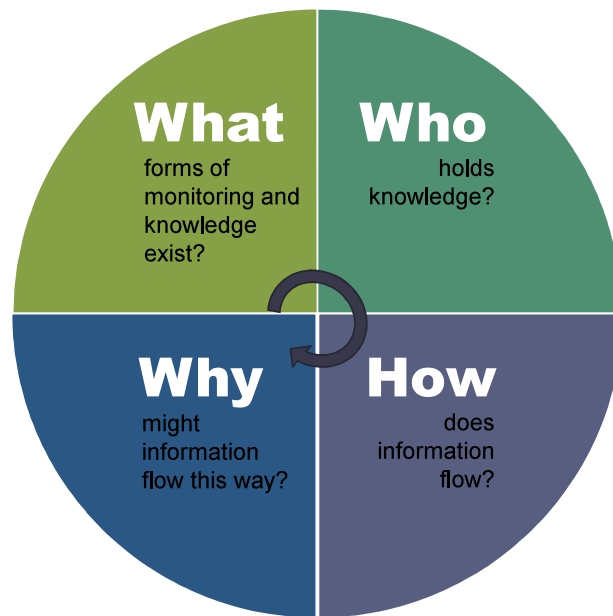 What
forms of
monitoring and
knowledge
exist?
Who
holds
knowledge?
How
does
information
flow?
Why
might
information
flow this way?